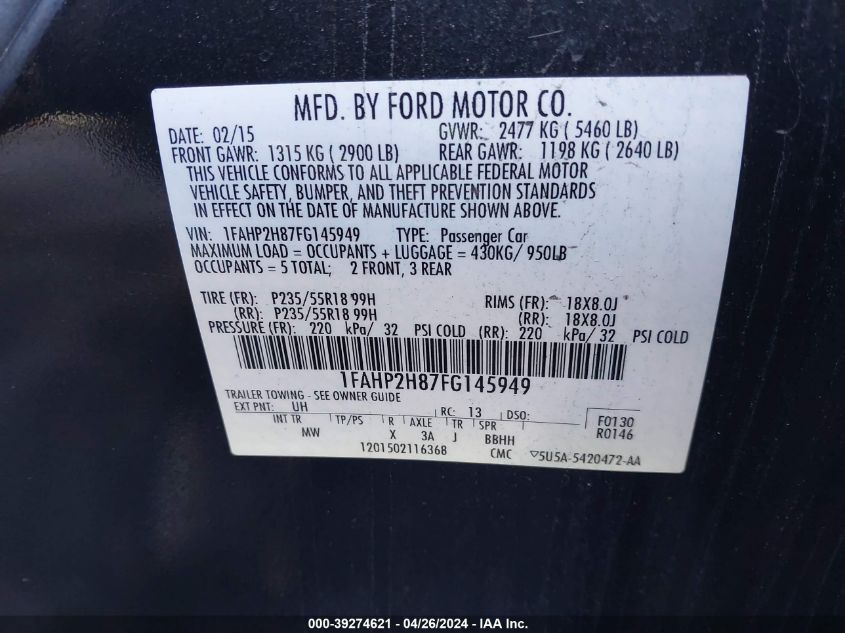 MFD. BY FORD MOTOR CO.
DATE: 02/15 GVWR: 2477 KG ( 5460 LB)
FRONT GAWR: 1315 KG ( 2900 LB) REAR GAWR: 1198 KG ( 2640 LB)
THIS VEHICLE CONFORMS TO ALL APPLICABLE FEDERAL MOTOR
VEHICLE SAFETY, BUMPER, AND THEFT PREVENTION STANDARDS
IN EFFECT ON THE DATE OF MANUFACTURE SHOWN ABOVE.
VIN: 1FAHP2H87FG145949 TYPE: Passenger Car
MAXIMUM LOAD = OCCUPANTS + LUGGAGE = 430KG/ 950LB
OCCUPANTS = 5 TOTAL; 2 FRONT, 3 REAR
TIRE (FR): P235/55R18 99H RIMS (FR): 18X8.0J
(RR): P235/55R18 99H (RR): 18X8.0J
PRESSURE (FR): 220 kPa/ 32 PSI COLD (RR): 220 kPa/ 32 PSI COLD
1FAHP2H87FG145949
TRAILER TOWING - SEE OWNER GUIDE
EXT PNT: UH RC: 13 DSO: F0130
INT TR TP/PS R AXLE TR SPR R0146
MW X 3A J BBHH
1201502116368 CMC ▽5U5A-5420472-AA
000-39274621 / 04/26/2024 - IAA Inc.